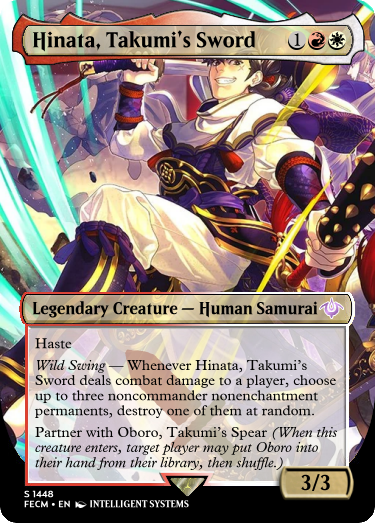 Hinata, Takumi's Sword 1
Legendary Creature — Human Samurai
Haste
Wild Swing — Whenever Hinata, Takumi's
Sword deals combat damage to a player, choose
up to three noncommander nonenchantment
permanents, destroy one of them at random.
Partner with Oboro, Takumi's Spear (When this
creature enters, target player may put Oboro into
their hand from their library, then shuffle.)
3/3
S 1448
FECM • EN INTELLIGENT SYSTEMS